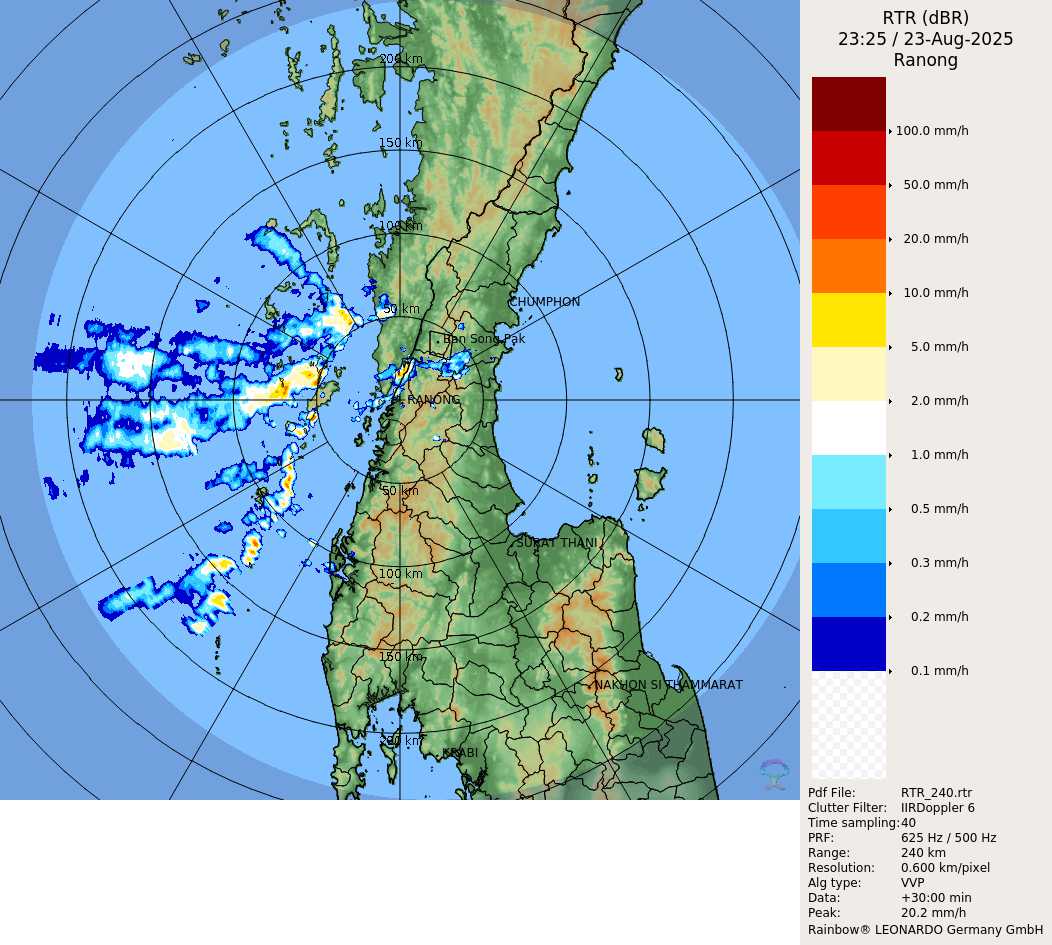 RTR (dBR)
23:25 / 23-Aug-2025
Ranong
200 km
150 km
100 km
50 km
CHUMPHON
Ban Song Pak
RANONG
50 km
SURAT THANI
100 km
150 km
NAKHON SI THAMMARAT
200 km
KRABI
100.0 mm/h
50.0 mm/h
20.0 mm/h
10.0 mm/h
5.0 mm/h
2.0 mm/h
1.0 mm/h
0.5 mm/h
0.3 mm/h
0.2 mm/h
0.1 mm/h
Pdf File: RTR_240.rtr
Clutter Filter: IIRDoppler 6
Time sampling:40
PRF: 625 Hz / 500 Hz
Range: 240 km
Resolution: 0.600 km/pixel
Alg type: VVP
Data: +30:00 min
Peak: 20.2 mm/h
Rainbow® LEONARDO Germany GmbH